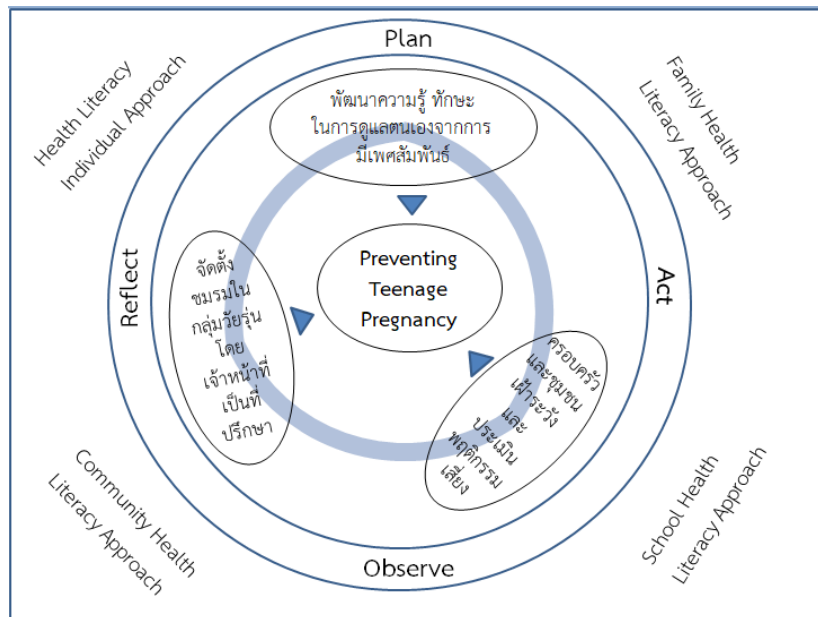 Plan
Health Literacy
Individual Approach
Family Health
Literacy Approach
พัฒนาความรู้ ทักษะ
ในการดูแลตนเองจากการ
มีเพศสัมพันธ์
Reflect
จัดตั้ง
ชมรมใน
กลุ่มวัยรุ่น
โดย
เจ้าหน้าที่
เป็นที่
ปรึกษา
Preventing
Teenage
Pregnancy
Act
ครอบครัว
และชุมชน
เฝ้าระวัง
และ
ประเมิน
พฤติกรรม
เสี่ยง
Community Health
Literacy Approach
Observe
School Health
Literacy Approach